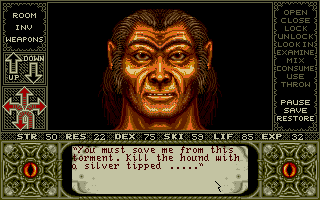 ROOM
INV
WEAPONS
UP
DOWN
OPEN
CLOSE
LOCK
UNLOCK
LOOK IN
EXAMINE
MIX
CONSUME
USE
THROW
PAUSE
SAVE
RESTORE
STR 50 RES 22 DEX 75 SKI 59 LIF 85 EXP 32
"You must save me from this
torment. Kill the hound with
a silver tipped ....."